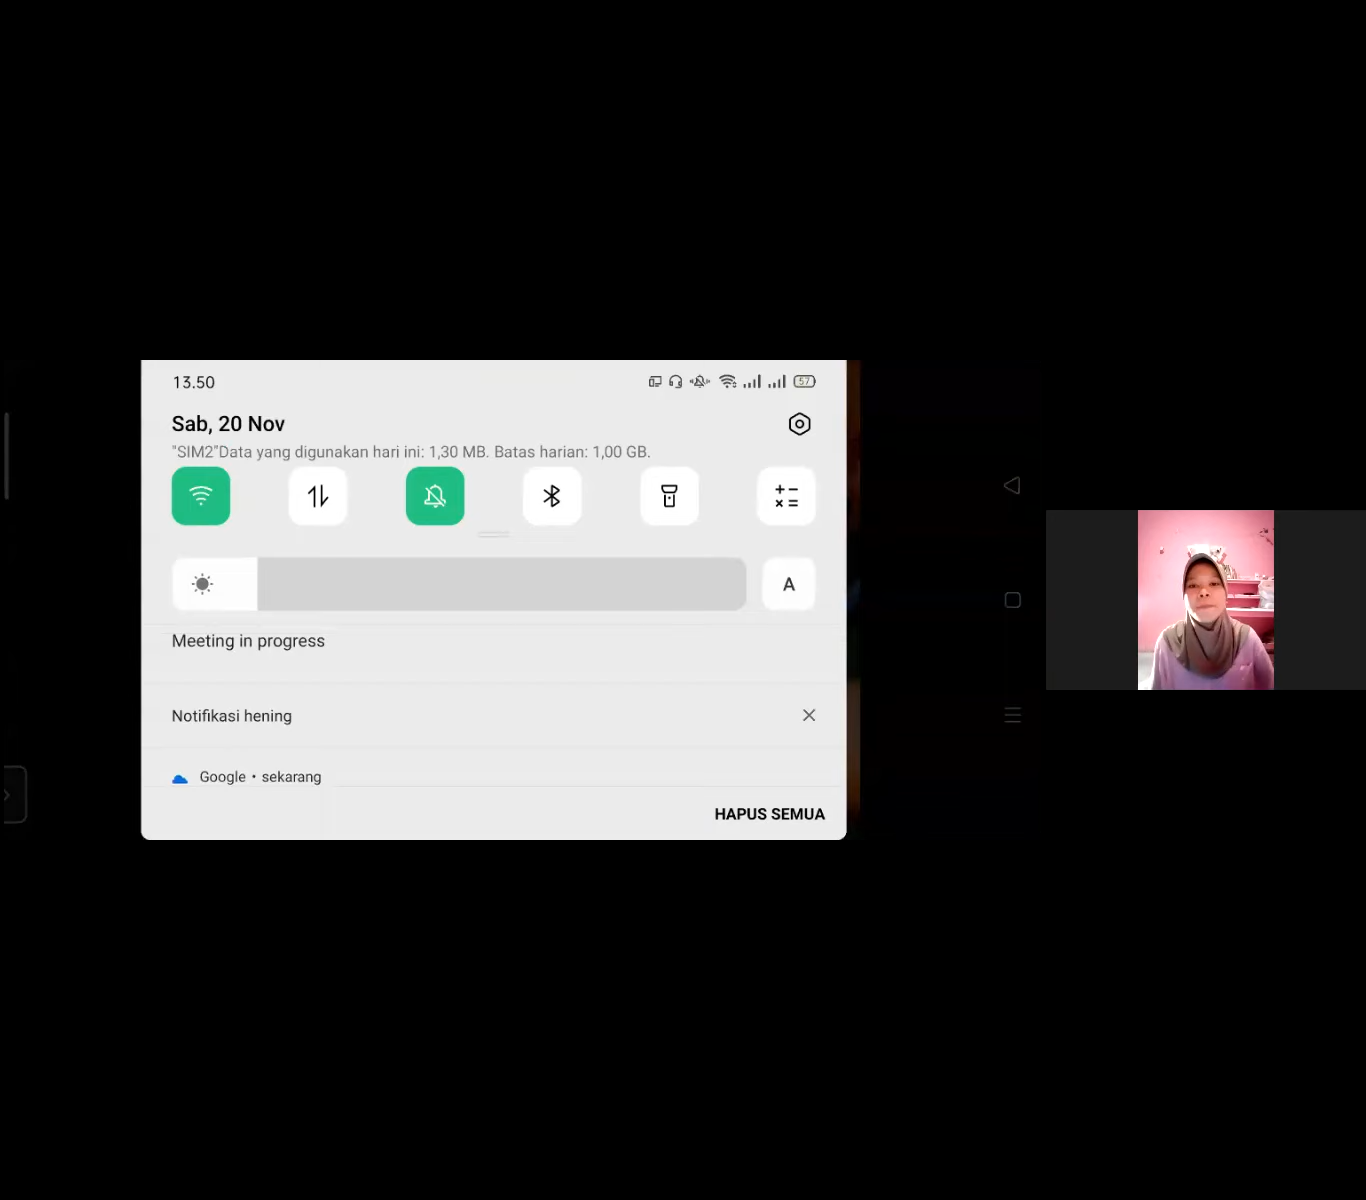 13.50
57
Sab, 20 Nov
"SIM2"Data yang digunakan hari ini: 1,30 MB. Batas harian: 1,00 GB.
A
Meeting in progress
Notifikasi hening
Google • sekarang
HAPUS SEMUA